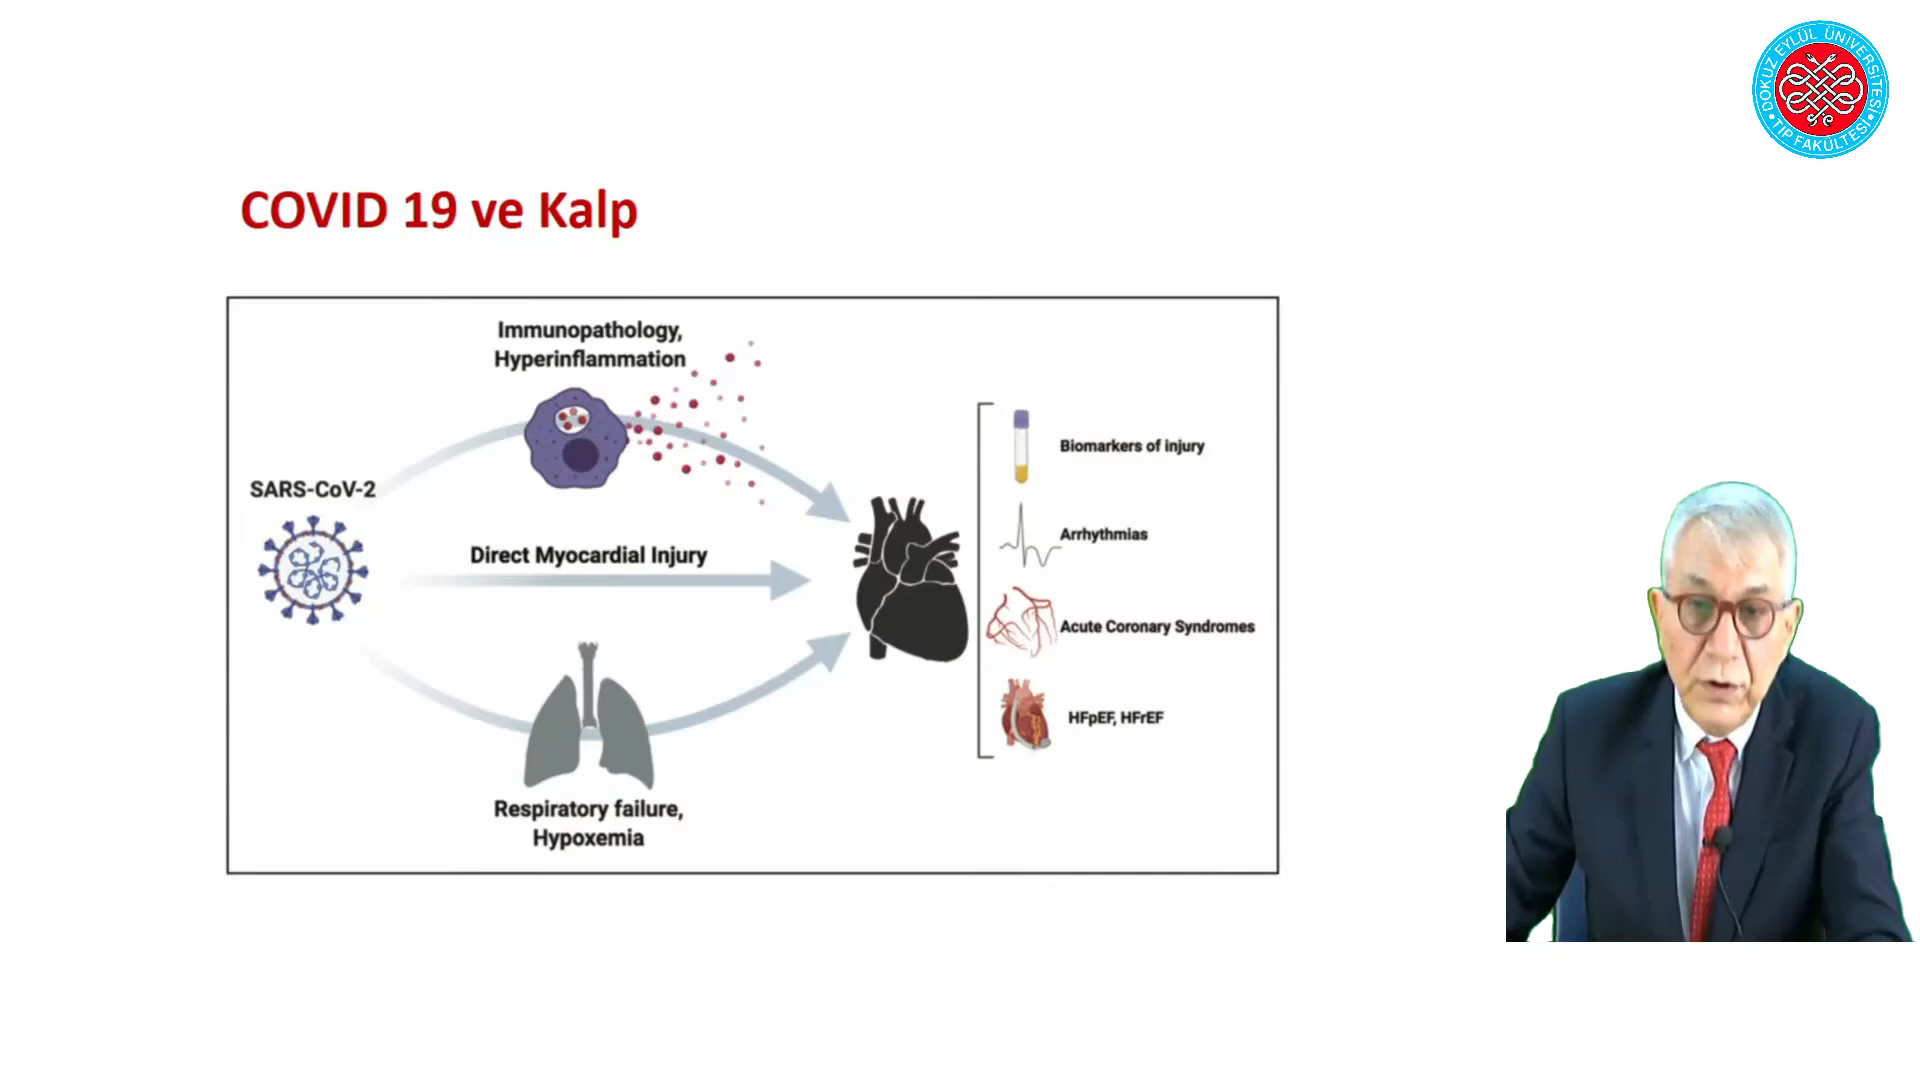 DOKUZ EYLÜL ÜNİVERSİTESİ
• TIP FAKÜLTESİ •
COVID 19 ve Kalp
Immunopathology,
Hyperinflammation
SARS-CoV-2
Direct Myocardial Injury
Respiratory failure,
Hypoxemia
Biomarkers of injury
Arrhythmias
Acute Coronary Syndromes
HFpEF, HFrEF